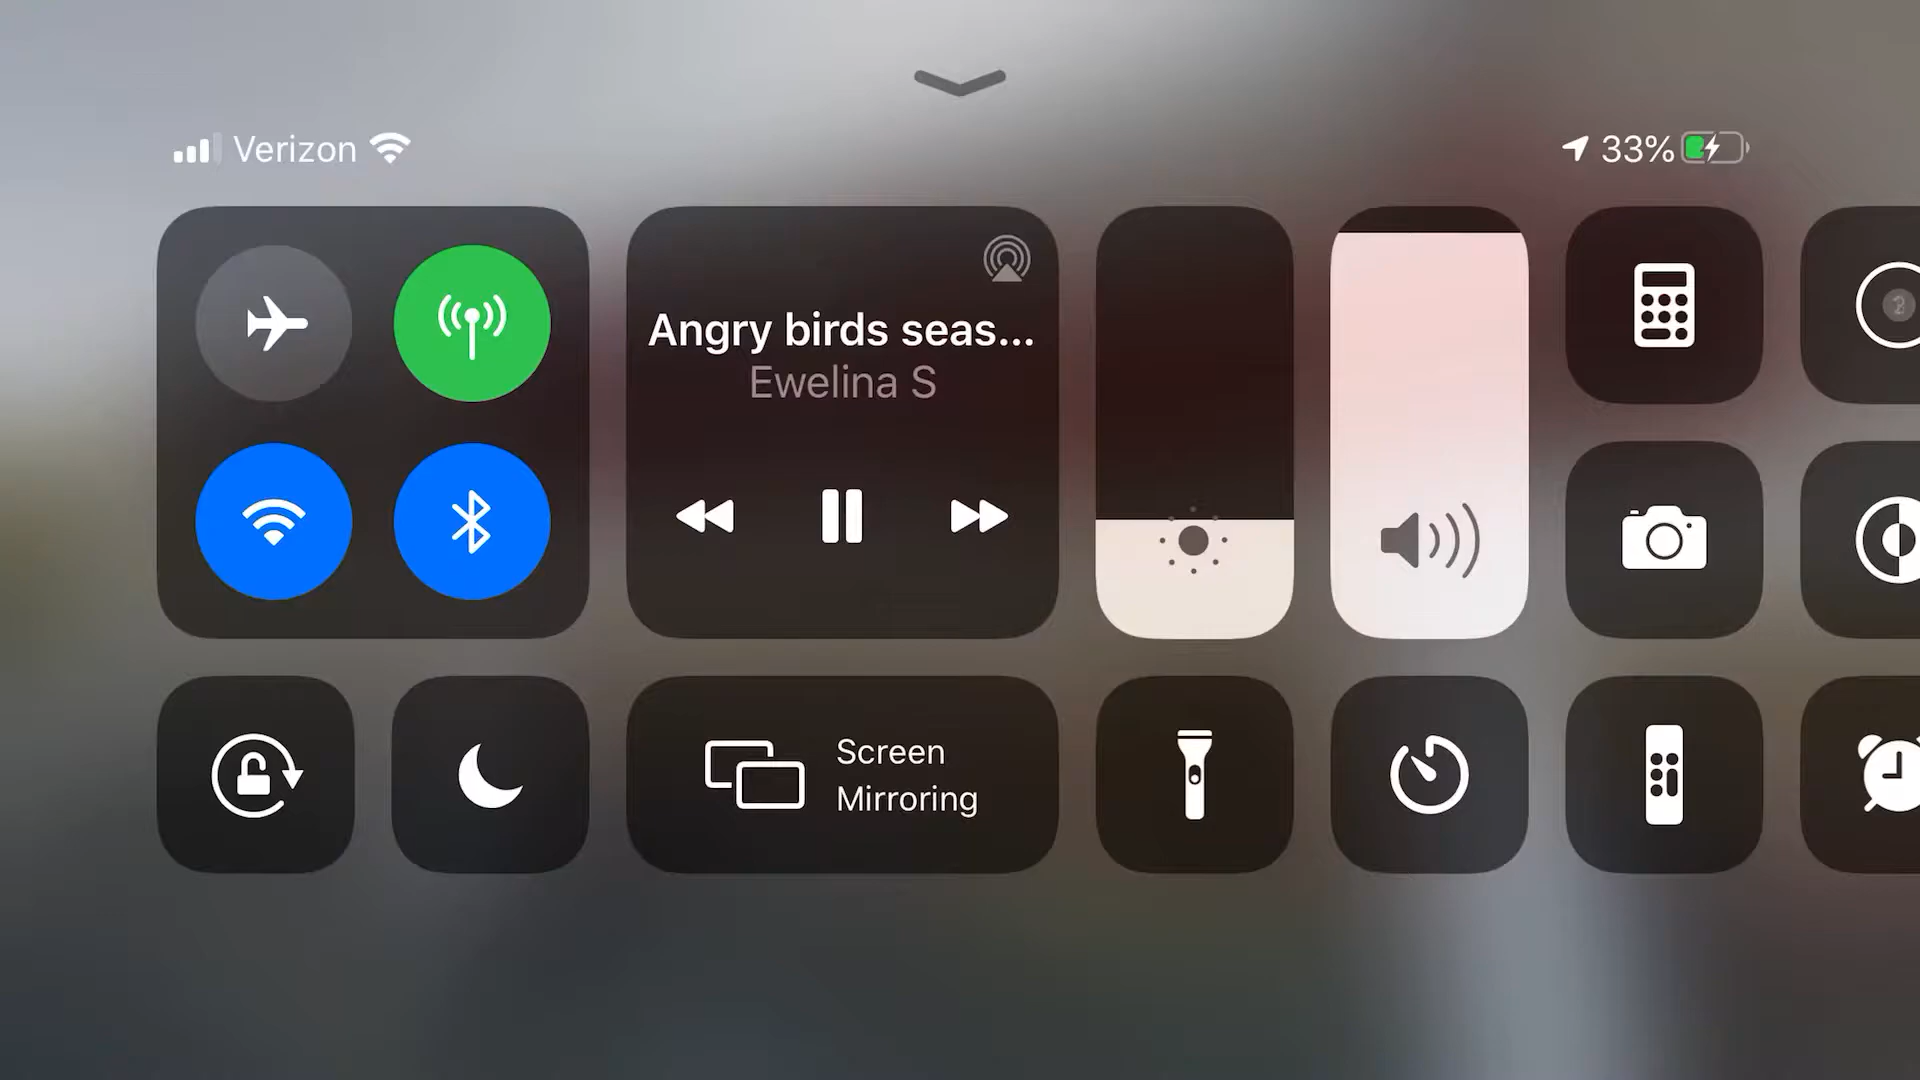 Verizon
33%
Angry birds seas...
Ewelina S
Screen
Mirroring